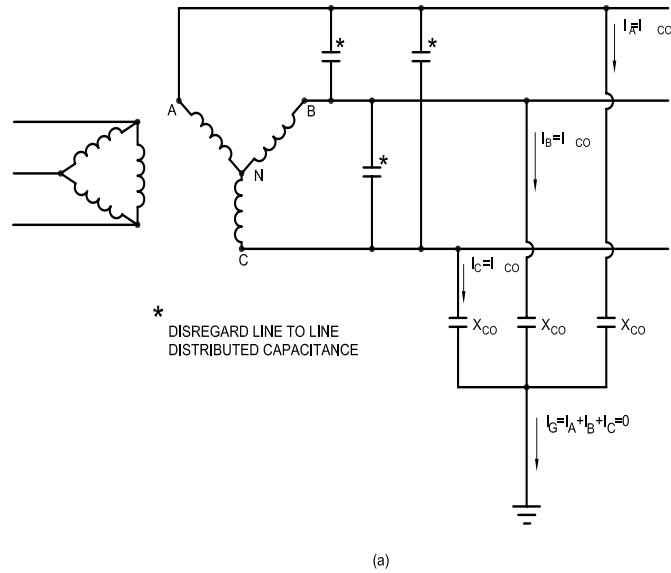 I_A=I_CO
*
*
A
B
I_B=I_CO
*
N
C
I_C=I_CO
*
DISREGARD LINE TO LINE
DISTRIBUTED CAPACITANCE
X_CO
X_CO
X_CO
I_G=I_A+I_B+I_C=0
(a)